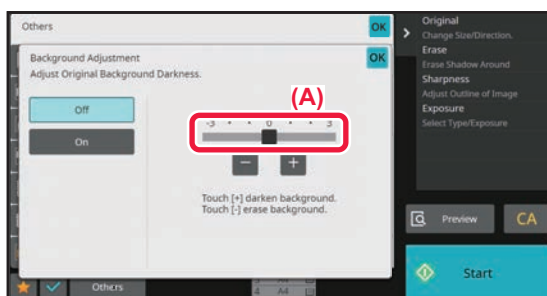 Others
OK
Background Adjustment
OK
Adjust Original Background Darkness.
(A)
Off
-3 • • 0 • • 3
On
− +
Touch [+] darken background.
Touch [-] erase background.
Others
4 A4
Original
Change Size/Direction.
Erase
Erase Shadow Around
Sharpness
Adjust Outline of Image
Exposure
Select Type/Exposure
Preview
CA
Start